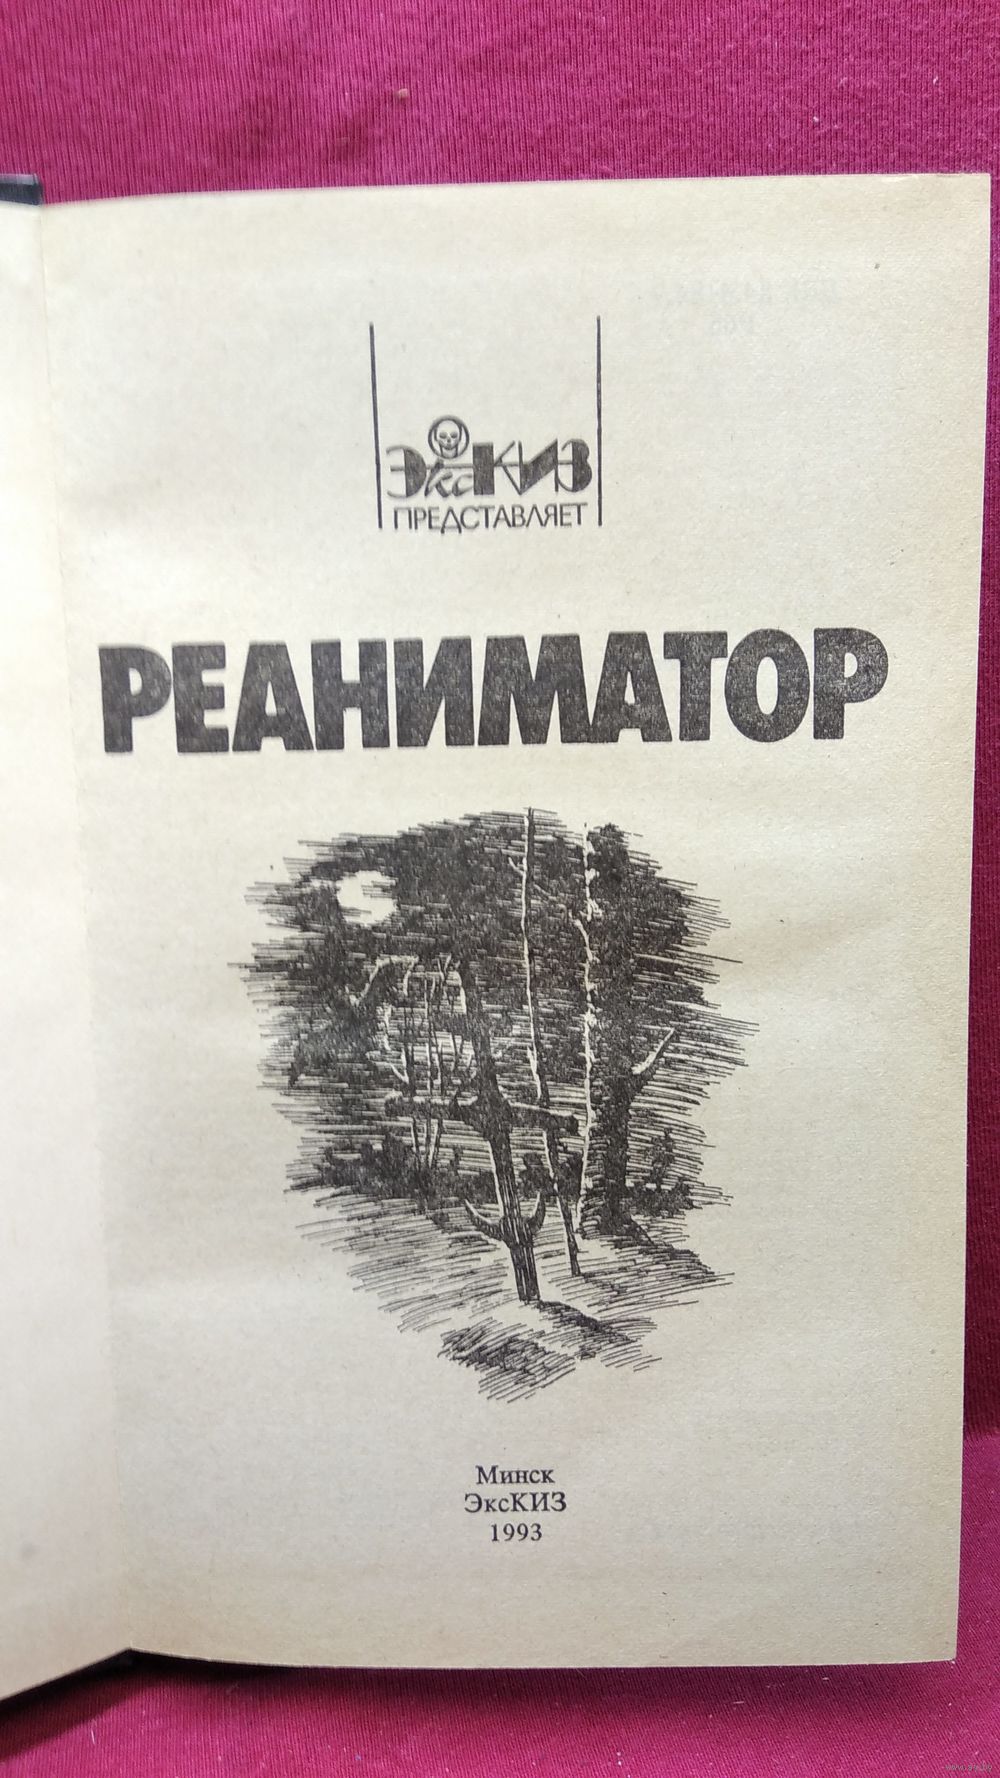 ЭксКИЗ
ПРЕДСТАВЛЯЕТ
РЕАНИМАТОР
Минск
ЭксКИЗ
1993